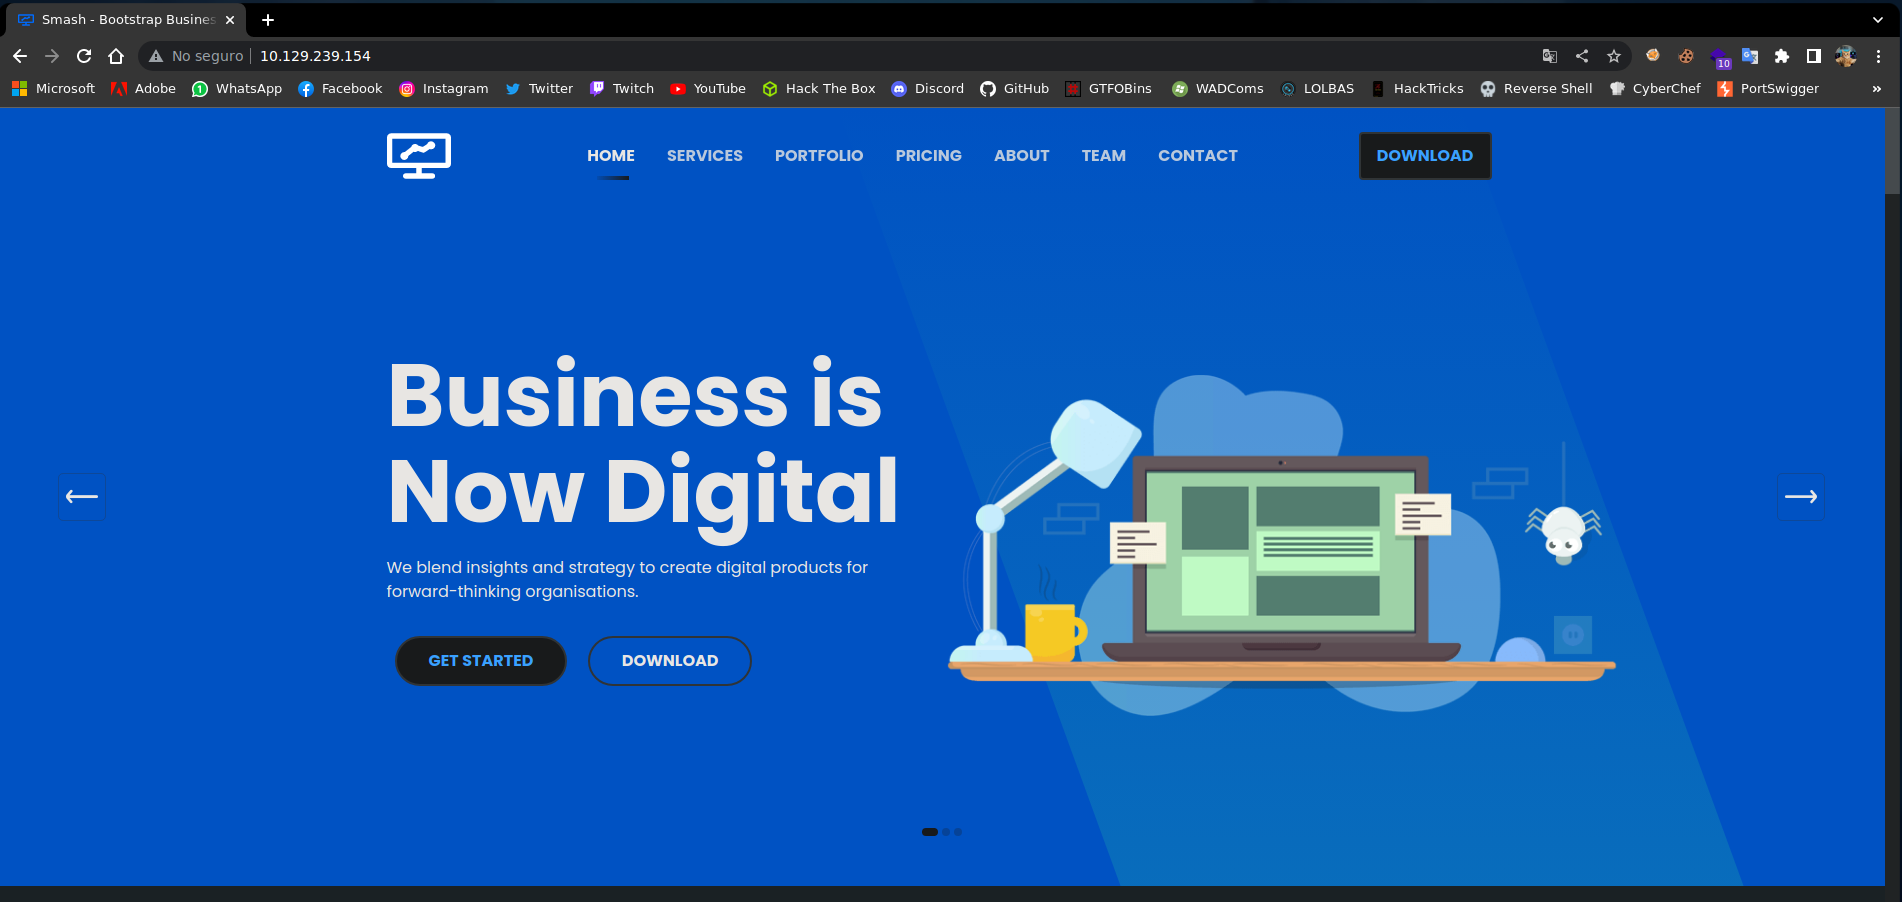 Smash - Bootstrap Busines
No seguro
10.129.239.154
10
Microsoft
Adobe
WhatsApp
Facebook
Instagram
Twitter
Twitch
YouTube
Hack The Box
Discord
GitHub
GTFOBins
WADComs
LOLBAS
HackTricks
Reverse Shell
CyberChef
PortSwigger
»
HOME
SERVICES
PORTFOLIO
PRICING
ABOUT
TEAM
CONTACT
DOWNLOAD
Business is
Now Digital
We blend insights and strategy to create digital products for
forward-thinking organisations.
GET STARTED
DOWNLOAD